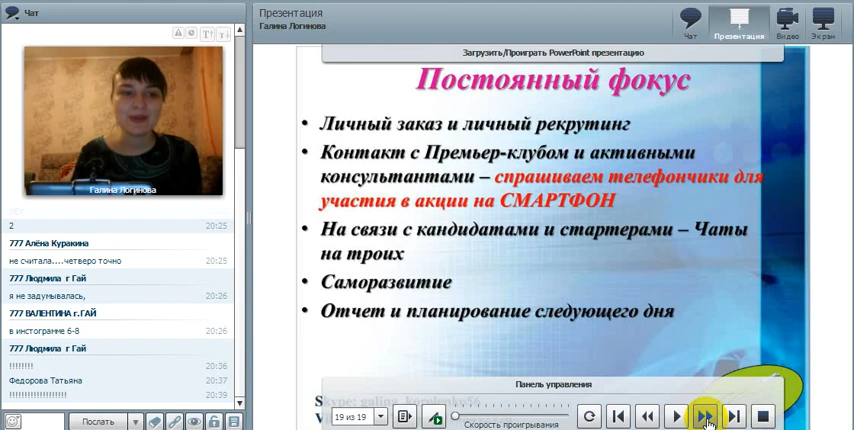 Чат
Галина Логинова
2 20:25
777 Алёна Куракина
не считала....четверо точно 20:25
777 Людмила г Гай
я не задумывалась, 20:26
777 ВАЛЕНТИНА г.ГАЙ
в инстограмме 6-8 20:26
777 Людмила г Гай
!!!!!!!! 20:36
Федорова Татьяна 20:37
!!!!!!!!!!!!!!!!!!! 20:39
Послать
Презентация
Галина Логинова
Чат
Презентация
Видео
Экран
Загрузить/Проиграть PowerPoint презентацию
Постоянный фокус
• Личный заказ и личный рекрутинг
• Контакт с Премьер-клубом и активными
консультантами – спрашиваем телефончики для
участия в акции на СМАРТФОН
• На связи с кандидатами и стартерами – Чаты
на троих
• Саморазвитие
• Отчет и планирование следующего дня
Панель управления
Skype: galina_korolenko56
19 из 19
Скорость проигрывания